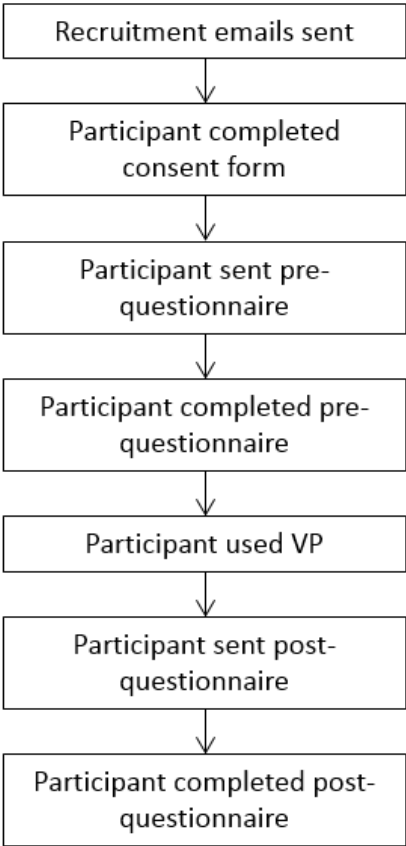 Recruitment emails sent
Participant completed
consent form
Participant sent pre-
questionnaire
Participant completed pre-
questionnaire
Participant used VP
Participant sent post-
questionnaire
Participant completed post-
questionnaire